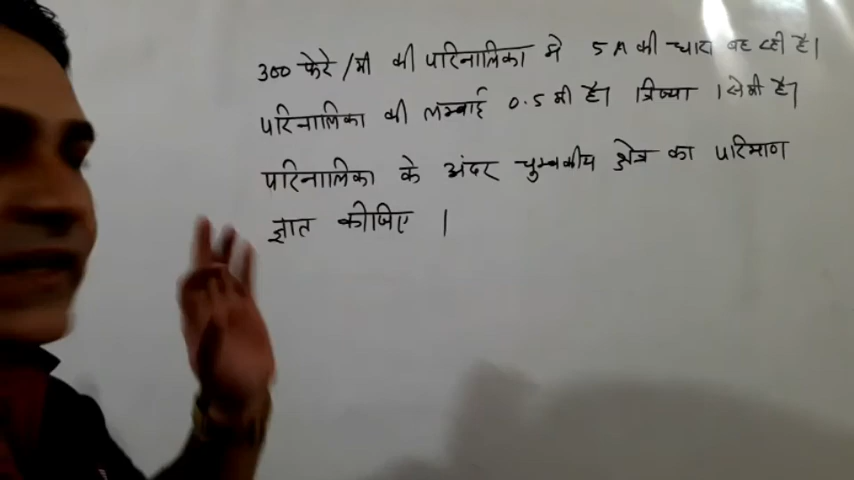 300 फेरे/मी की परिनालिका मे 5 A की धारा बह रही है।
परिनालिका की लम्बाई 0.5 मी है। त्रिज्या 1 सेमी है।
परिनालिका के अंदर चुम्बकीय क्षेत्र का परिमाण
ज्ञात कीजिए ।